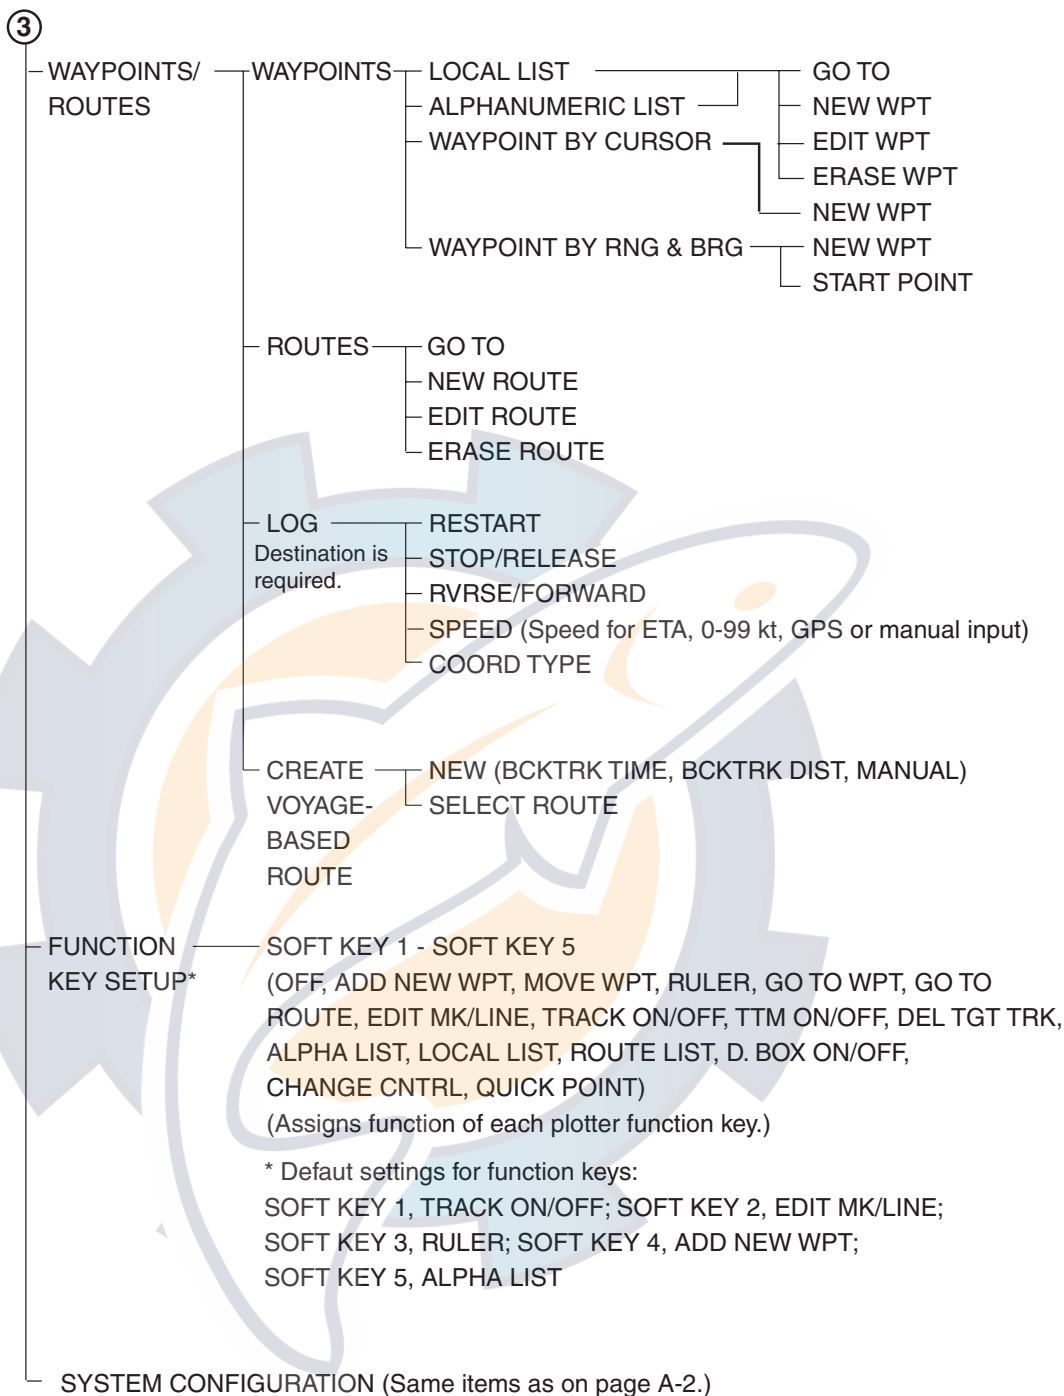 3
WAYPOINTS/ WAYPOINTS LOCAL LIST GO TO
ROUTES ALPHANUMERIC LIST NEW WPT
WAYPOINT BY CURSOR EDIT WPT
ERASE WPT
NEW WPT
WAYPOINT BY RNG & BRG NEW WPT
START POINT
ROUTES GO TO
NEW ROUTE
EDIT ROUTE
ERASE ROUTE
LOG RESTART
Destination is STOP/RELEASE
required. RVRSE/FORWARD
SPEED (Speed for ETA, 0-99 kt, GPS or manual input)
COORD TYPE
CREATE NEW (BCKTRK TIME, BCKTRK DIST, MANUAL)
VOYAGE- SELECT ROUTE
BASED
ROUTE
FUNCTION SOFT KEY 1 - SOFT KEY 5
KEY SETUP* (OFF, ADD NEW WPT, MOVE WPT, RULER, GO TO WPT, GO TO
ROUTE, EDIT MK/LINE, TRACK ON/OFF, TTM ON/OFF, DEL TGT TRK,
ALPHA LIST, LOCAL LIST, ROUTE LIST, D. BOX ON/OFF,
CHANGE CNTRL, QUICK POINT)
(Assigns function of each plotter function key.)
* Defaut settings for function keys:
SOFT KEY 1, TRACK ON/OFF; SOFT KEY 2, EDIT MK/LINE;
SOFT KEY 3, RULER; SOFT KEY 4, ADD NEW WPT;
SOFT KEY 5, ALPHA LIST
SYSTEM CONFIGURATION (Same items as on page A-2.)